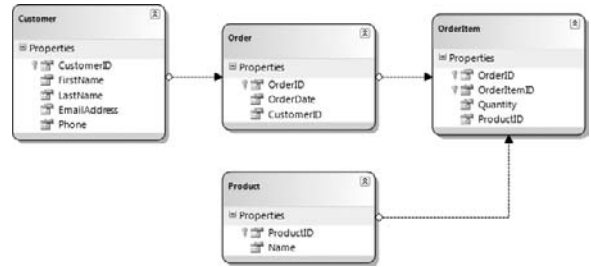 Customer
Properties
CustomerID
FirstName
LastName
EmailAddress
Phone
Order
Properties
OrderID
OrderDate
CustomerID
OrderItem
Properties
OrderID
OrderItemID
Quantity
ProductID
Product
Properties
ProductID
Name